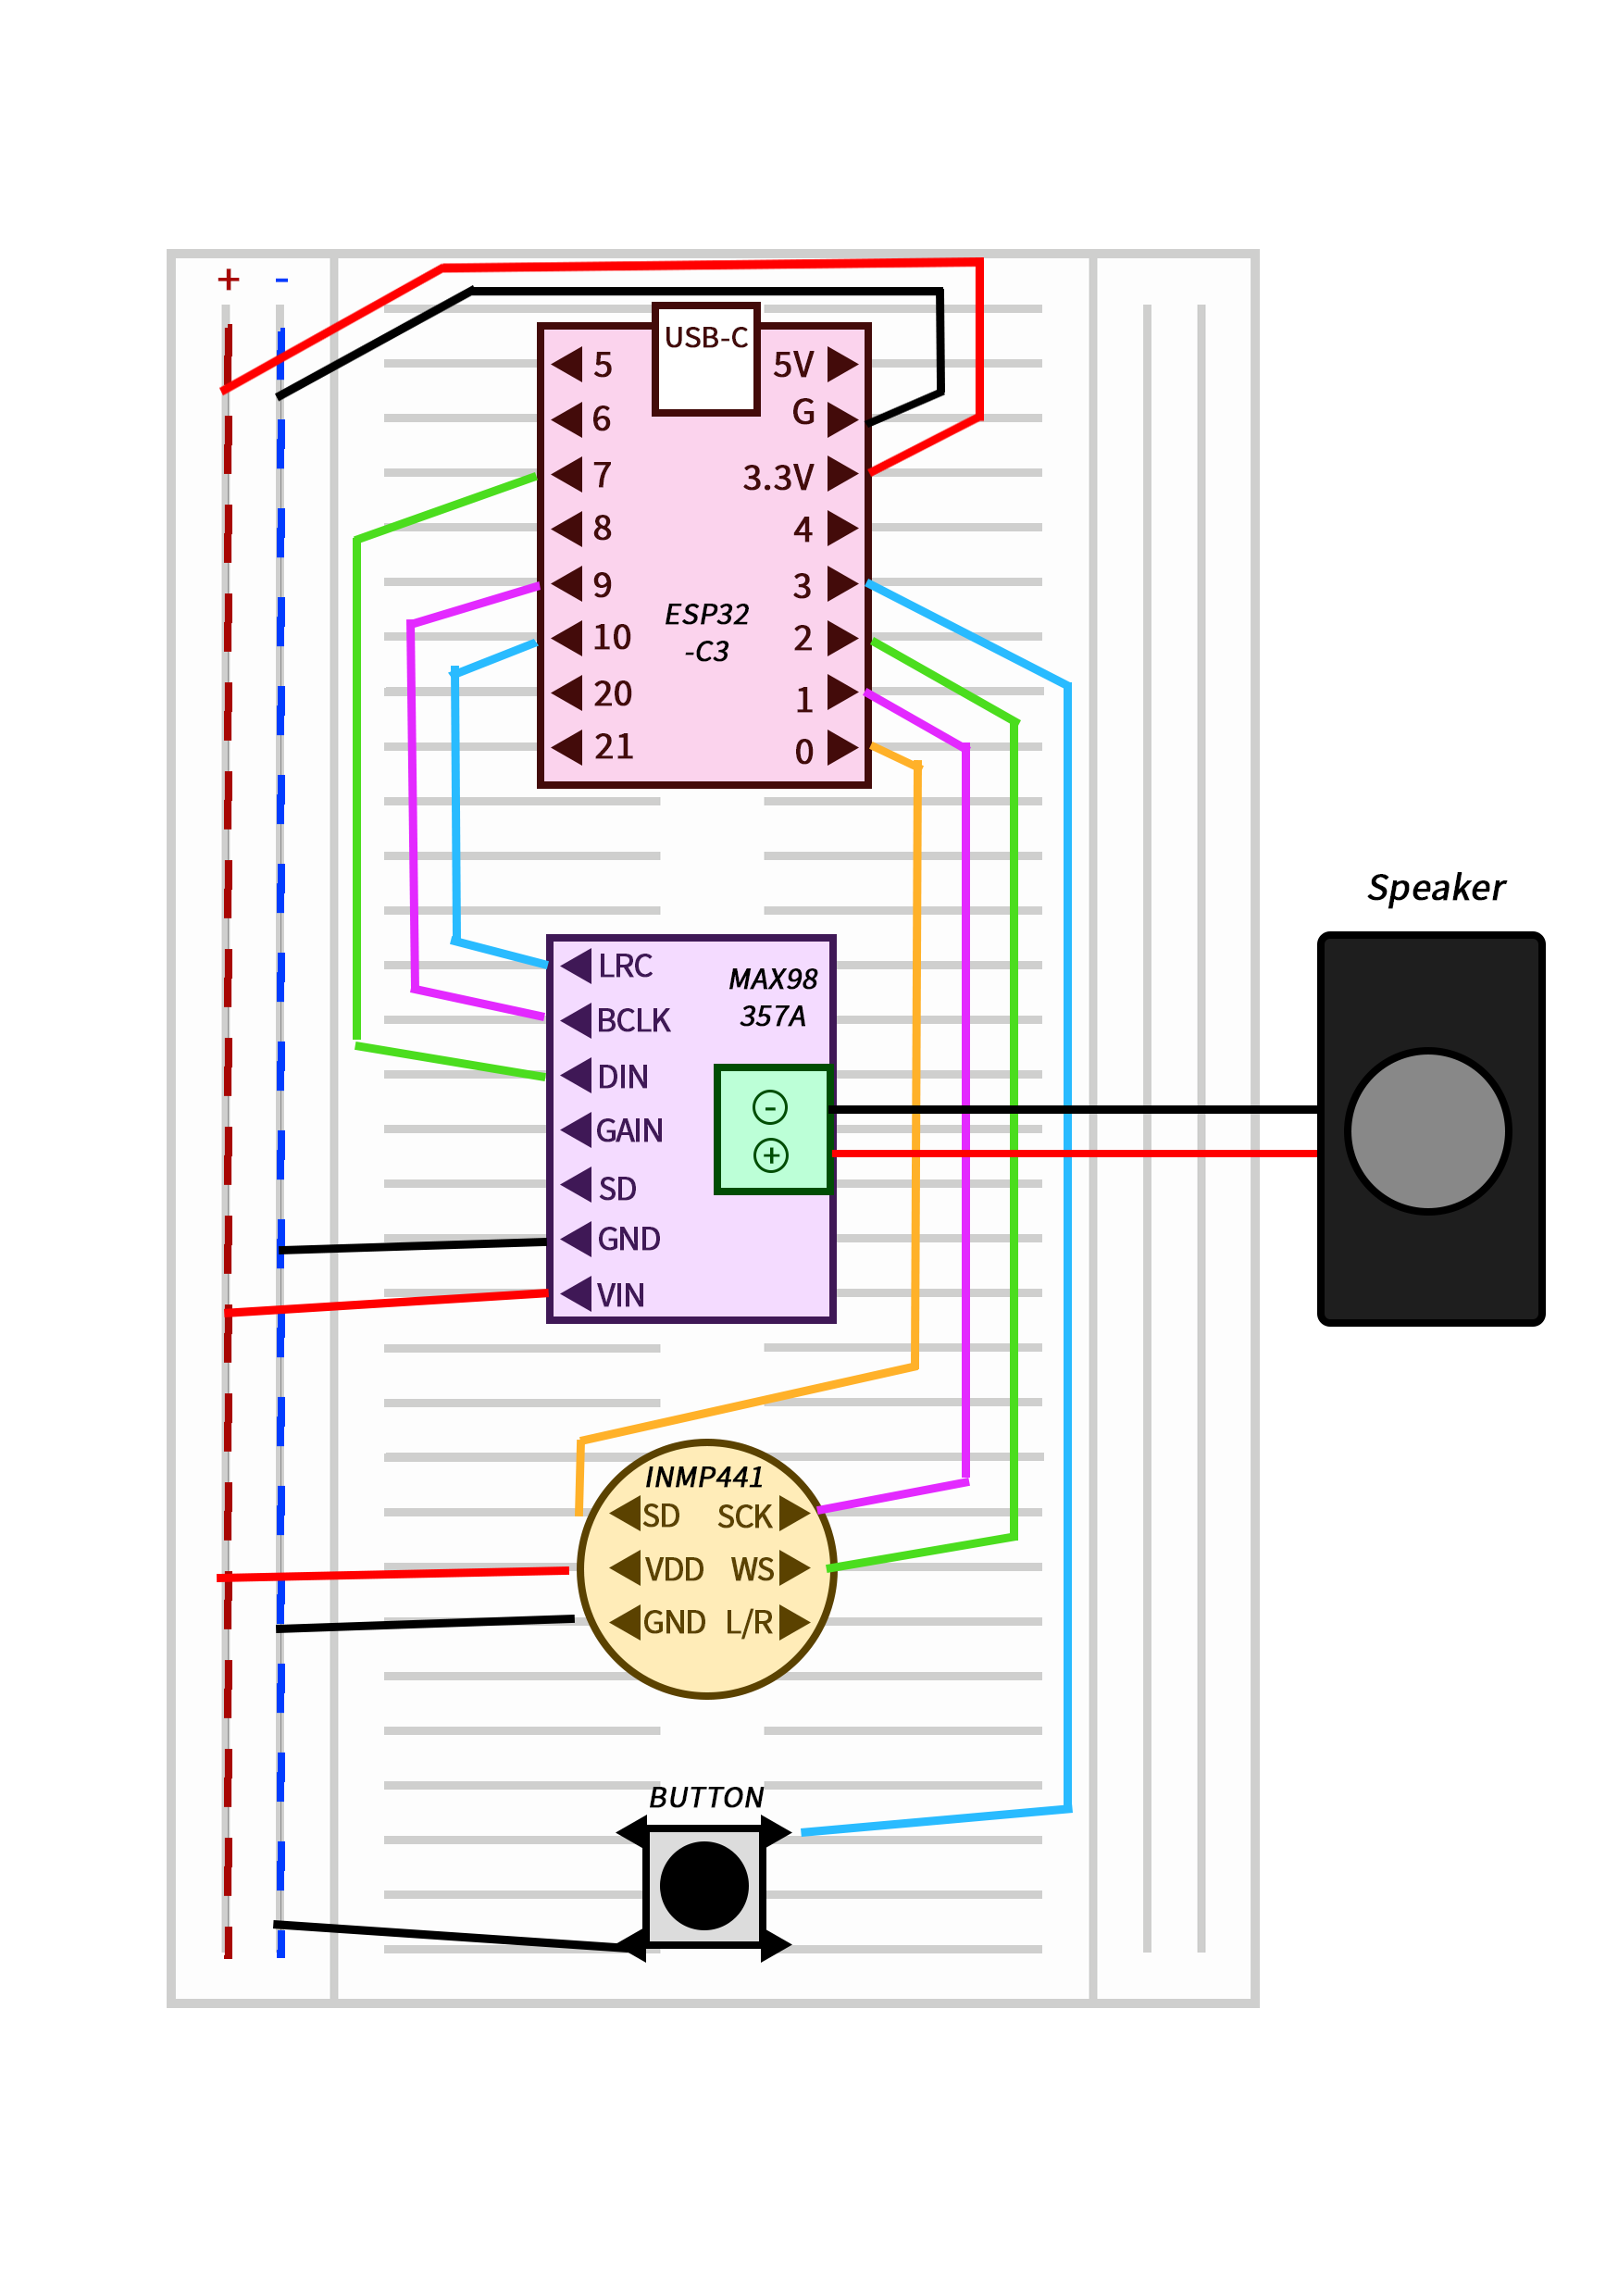 + -
USB-C
5 5V
6 G
7 3.3V
8 4
9 3
ESP32
-C3
10 2
20 1
21 0
Speaker
LRC
MAX98
357A
BCLK
DIN
-
GAIN
+
SD
GND
VIN
INMP441
SD SCK
VDD WS
GND L/R
BUTTON